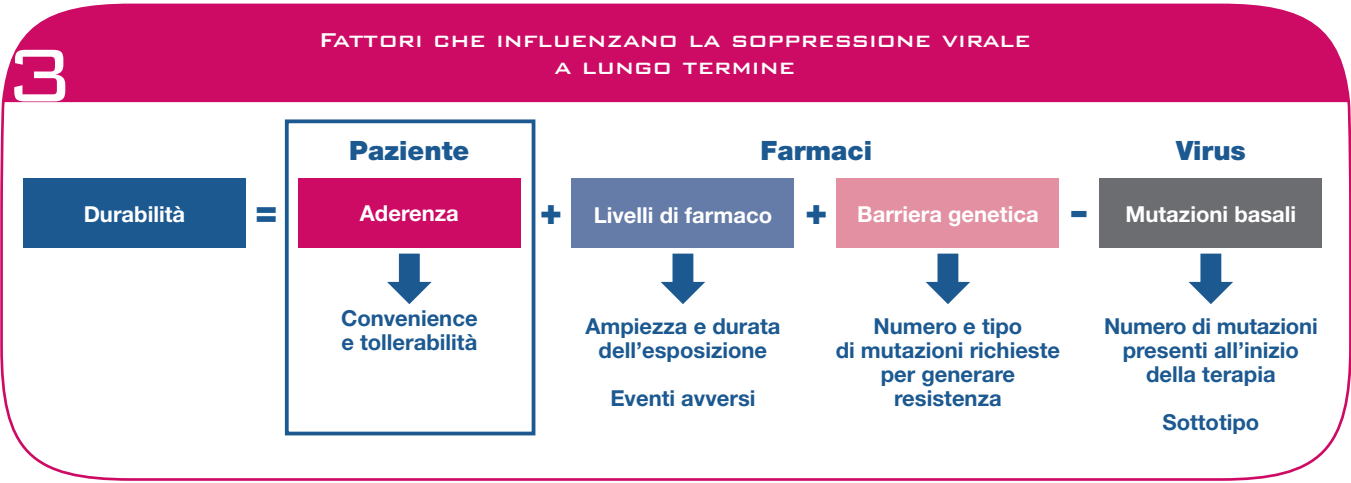 3
FATTORI CHE INFLUENZANO LA SOPPRESSIONE VIRALE
A LUNGO TERMINE
Paziente
Farmaci
Virus
Durabilità = Aderenza + Livelli di farmaco + Barriera genetica - Mutazioni basali
Convenience
e tollerabilità
Ampiezza e durata
dell'esposizione
Eventi avversi
Numero e tipo
di mutazioni richieste
per generare
resistenza
Numero di mutazioni
presenti all'inizio
della terapia
Sottotipo